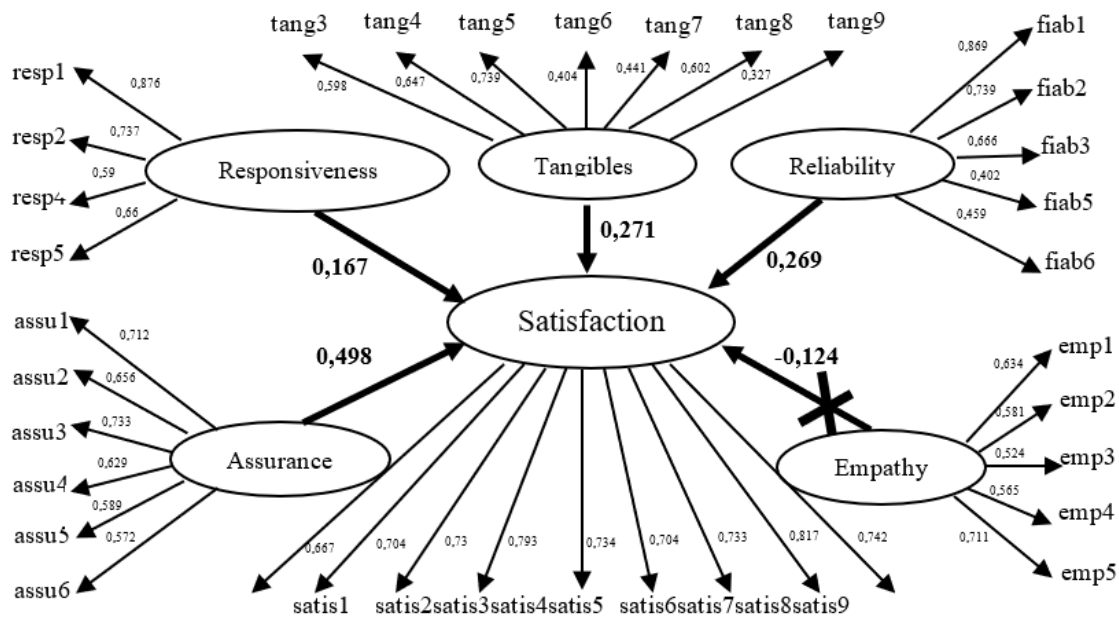 tang3 tang4 tang5 tang6 tang7 tang8 tang9
0,598 0,647 0,739 0,404 0,441 0,602 0,327
fiab1
0,869
fiab2
0,739
fiab3
0,666
fiab5
0,402
fiab6
0,459
resp1
0,876
resp2
0,737
resp4
0,59
resp5
0,66
Responsiveness
Tangibles
Reliability
0,167
0,271
0,269
Satisfaction
0,498
-0,124
assu1
0,712
assu2
0,656
assu3
0,733
assu4
0,629
assu5
0,589
assu6
0,572
Assurance
Empathy
emp1
0,634
emp2
0,581
emp3
0,524
emp4
0,565
emp5
0,711
0,667 0,704 0,73 0,793 0,734 0,704 0,733 0,817 0,742
satis1 satis2satis3satis4satis5 satis6satis7satis8satis9